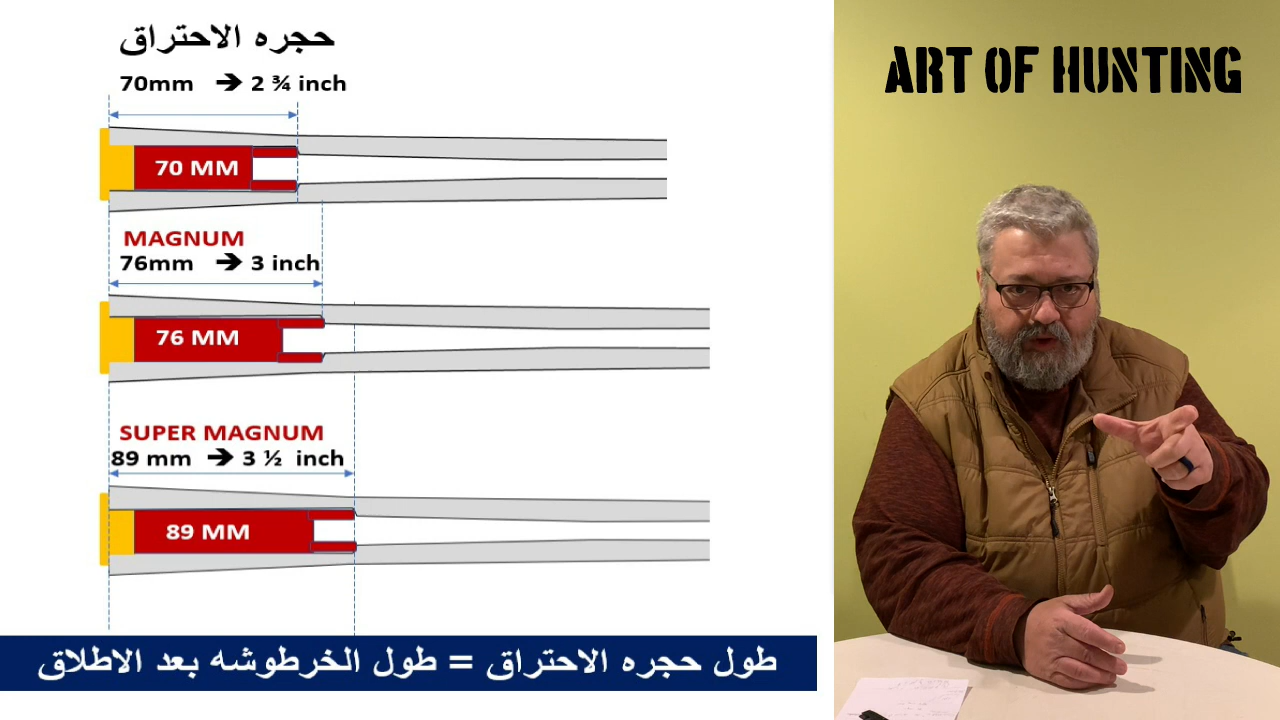 حجره الاحتراق
70mm ➔ 2 ¾ inch
70 MM
MAGNUM
76mm ➔ 3 inch
76 MM
SUPER MAGNUM
89 mm ➔ 3 ½ inch
89 MM
طول حجره الاحتراق = طول الخرطوشه بعد الاطلاق
ART OF HUNTING